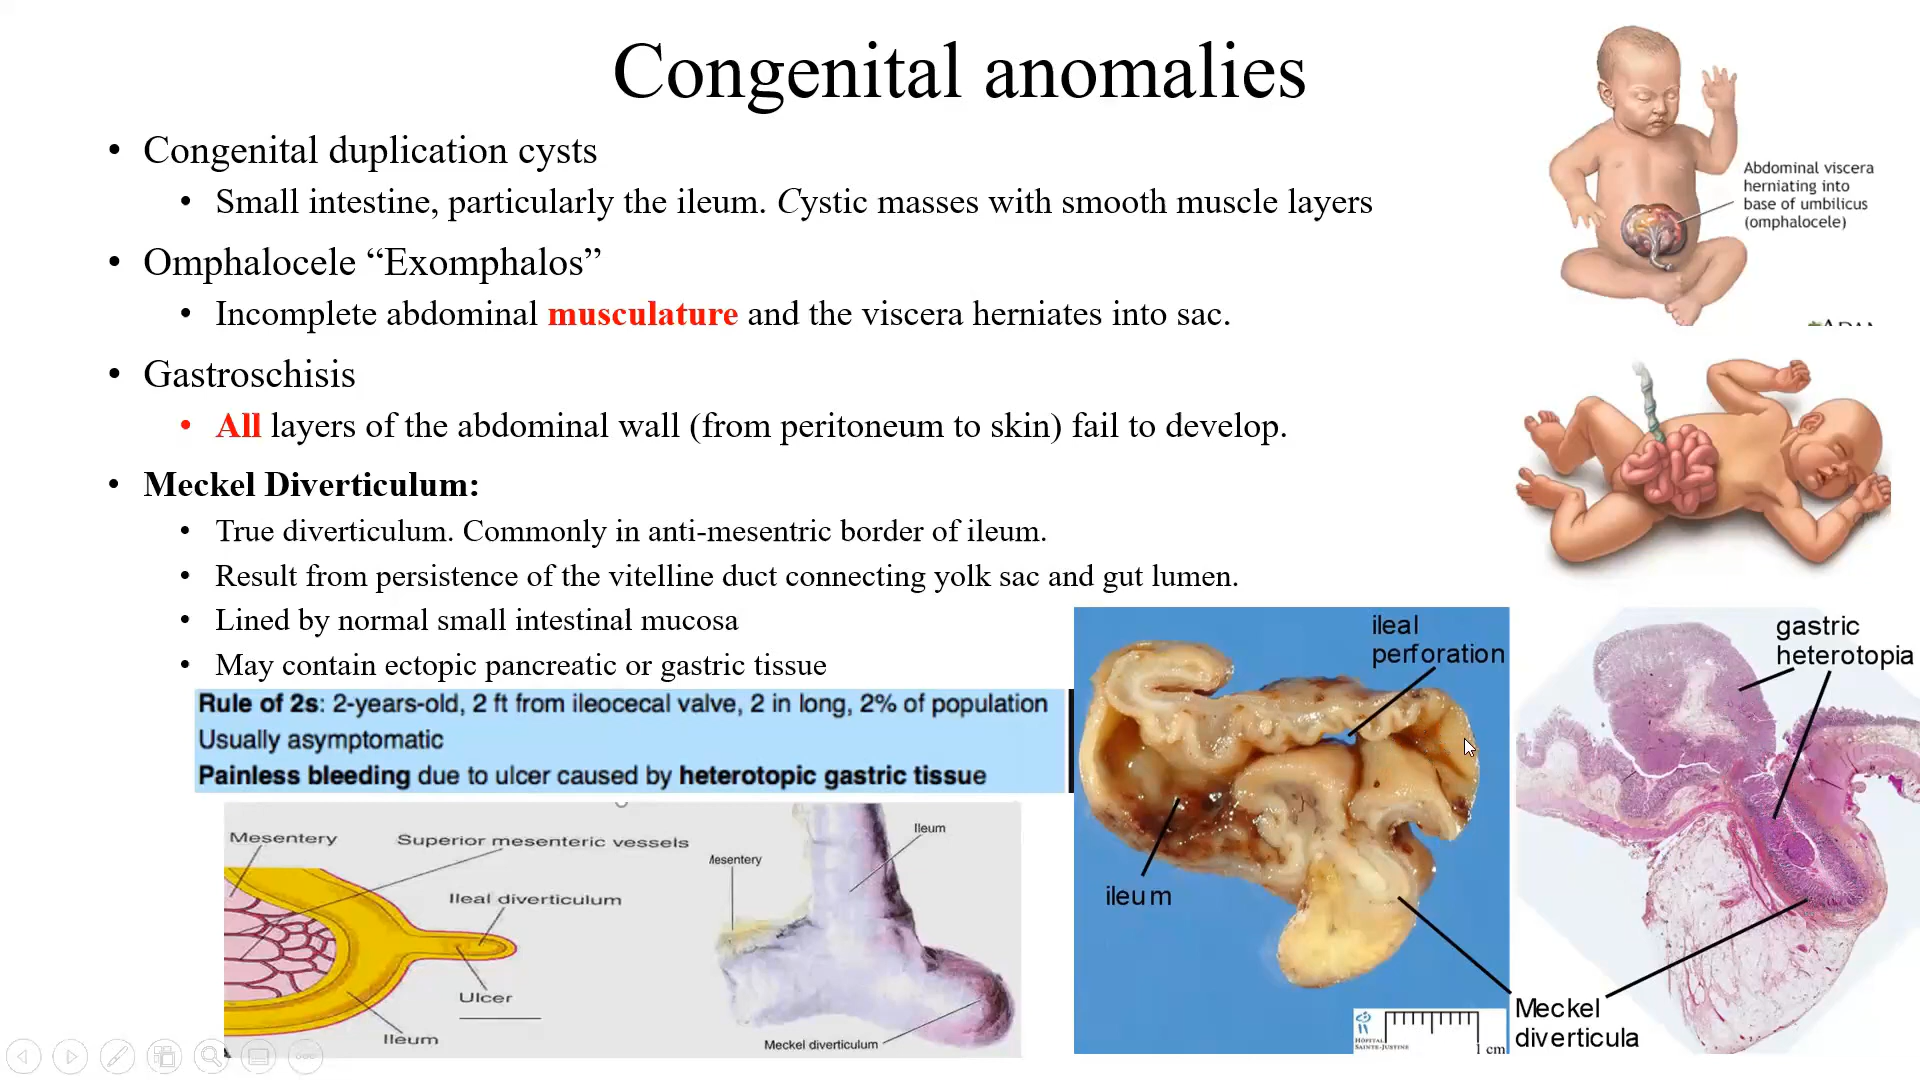 Congenital anomalies
• Congenital duplication cysts
• Small intestine, particularly the ileum. Cystic masses with smooth muscle layers
• Omphalocele “Exomphalos”
• Incomplete abdominal musculature and the viscera herniates into sac.
• Gastroschisis
• All layers of the abdominal wall (from peritoneum to skin) fail to develop.
• Meckel Diverticulum:
• True diverticulum. Commonly in anti-mesentric border of ileum.
• Result from persistence of the vitelline duct connecting yolk sac and gut lumen.
• Lined by normal small intestinal mucosa
• May contain ectopic pancreatic or gastric tissue
Rule of 2s: 2-years-old, 2 ft from ileocecal valve, 2 in long, 2% of population
Usually asymptomatic
Painless bleeding due to ulcer caused by heterotopic gastric tissue
Abdominal viscera
herniating into
base of umbilicus
(omphalocele)
Mesentery
Superior mesenteric vessels
Ileal diverticulum
Ulcer
Ileum
Ileum
Mesentery
Meckel diverticulum
ileal
perforation
ileum
HÔPITAL
SAINTE-JUSTINE
1 cm
gastric
heterotopia
Meckel
diverticula